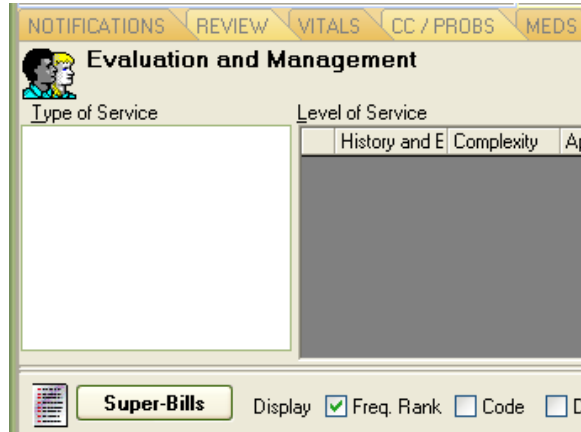 NOTIFICATIONS REVIEW VITALS CC / PROBS MEDS
Evaluation and Management
Type of Service Level of Service
History and E Complexity
Super-Bills Display Freq. Rank Code